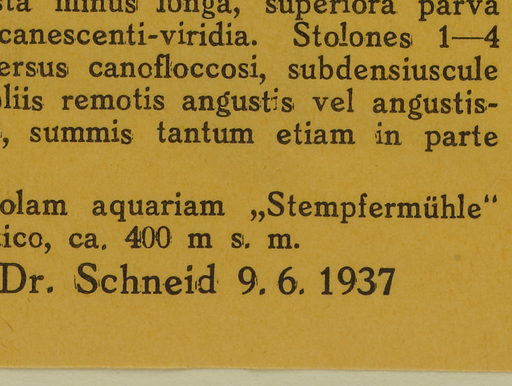 sta minus longa, superiora parva
canescenti-viridia. Stolones 1—4
ersus canofloccosi, subdensiuscule
liis remotis angustis vel angustis-
, summis tantum etiam in parte
olam aquariam „Stempfermühle“
ico, ca. 400 m s. m.
Dr. Schneid 9. 6. 1937